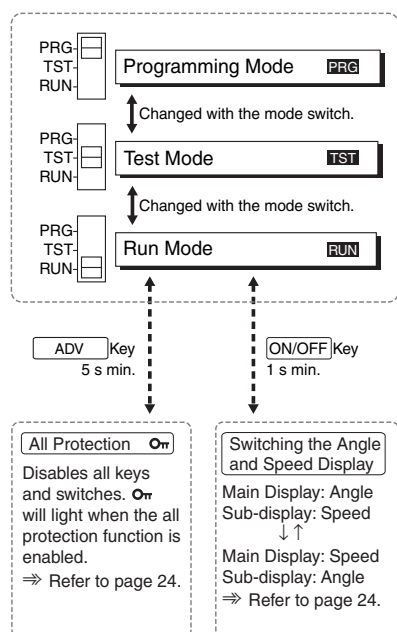 PRG
TST
RUN
Programming Mode PRG
Changed with the mode switch.
PRG
TST
RUN
Test Mode TST
Changed with the mode switch.
PRG
TST
RUN
Run Mode RUN
ADV Key
5 s min.
ON/OFF Key
1 s min.
All Protection
Disables all keys
and switches.
will light when the all
protection function is
enabled.
⇒ Refer to page 24.
Switching the Angle
and Speed Display
Main Display: Angle
Sub-display: Speed
↓↑
Main Display: Speed
Sub-display: Angle
⇒ Refer to page 24.